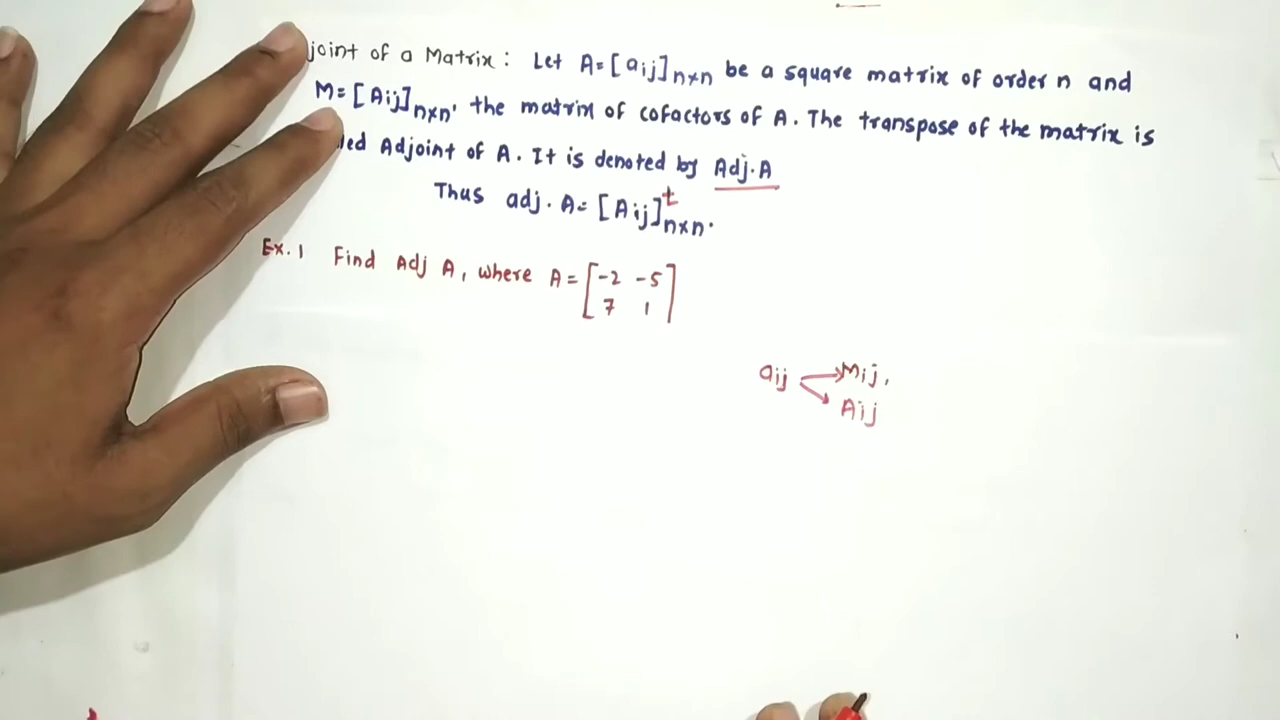 joint of a Matrix : Let A = [aij]n×n be a square matrix of order n and
M = [Aij]n×n, the matrix of cofactors of A. The transpose of the matrix is
led Adjoint of A. It is denoted by Adj. A
Thus adj. A = [Aij]^t n×n.
Ex. 1 Find Adj A, where A = [-2 -5
7 1]
aij → Mij,
→ Aij